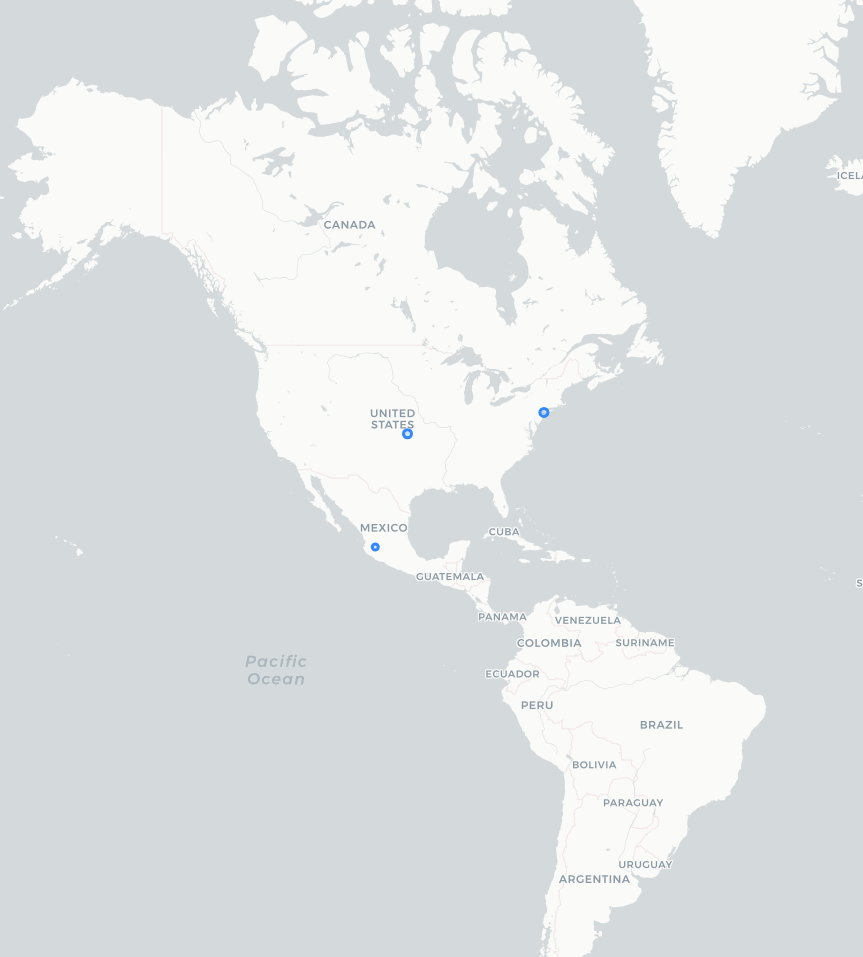 ICEL
CANADA
UNITED
STATES
MEXICO
CUBA
GUATEMALA
S
PANAMA
VENEZUELA
COLOMBIA
SURINAME
Pacific
Ocean
ECUADOR
PERU
BRAZIL
BOLIVIA
PARAGUAY
URUGUAY
ARGENTINA